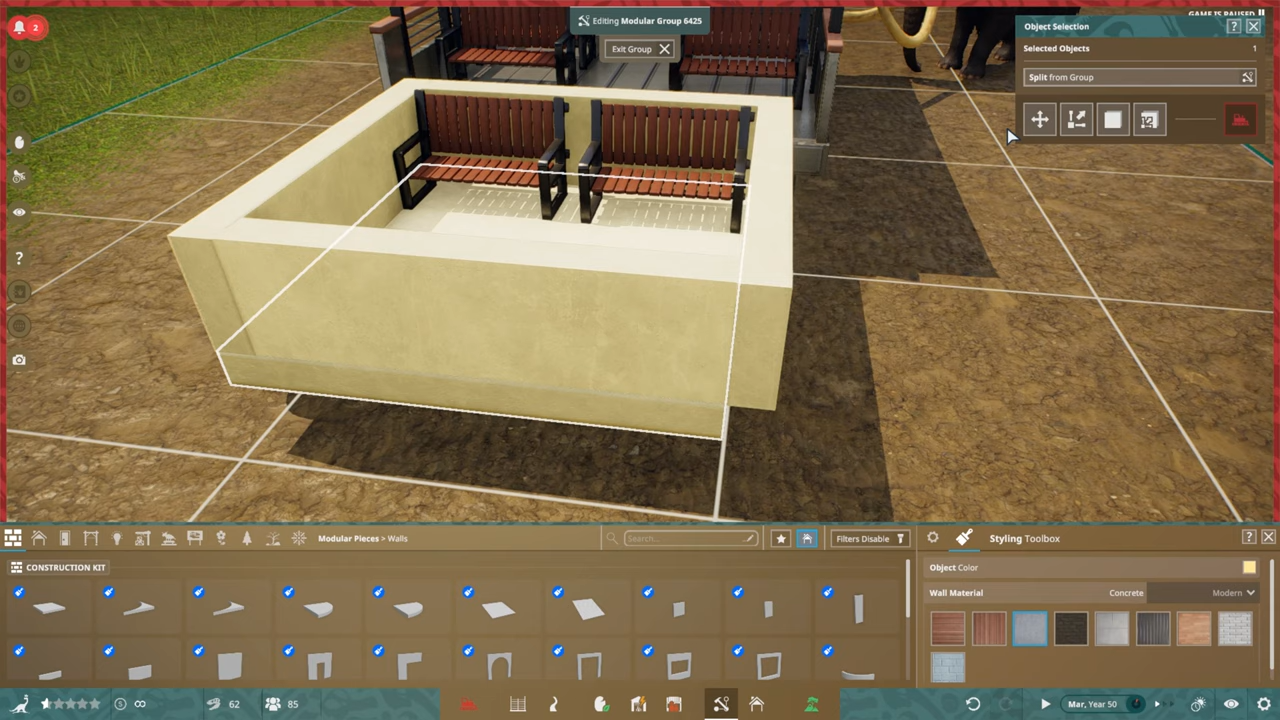 2
Editing Modular Group 6425
Exit Group
GAME IS PAUSED
Object Selection
?
Selected Objects 1
Split from Group
?
Modular Pieces > Walls
Search...
Filters Disable
Styling Toolbox
?
CONSTRUCTION KIT
Object Color
Wall Material Concrete Modern
62
85
Mar, Year 50